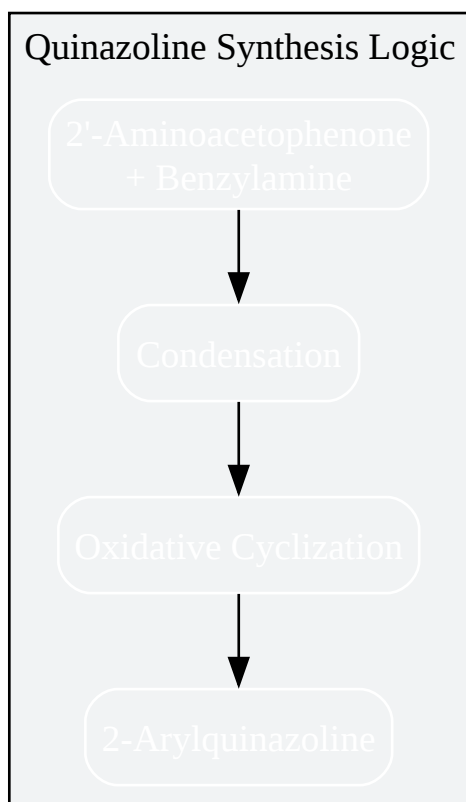 Quinazoline Synthesis Logic
2'-Aminoacetophenone
+ Benzylamine
Condensation
Oxidative Cyclization
2-Arylquinazoline